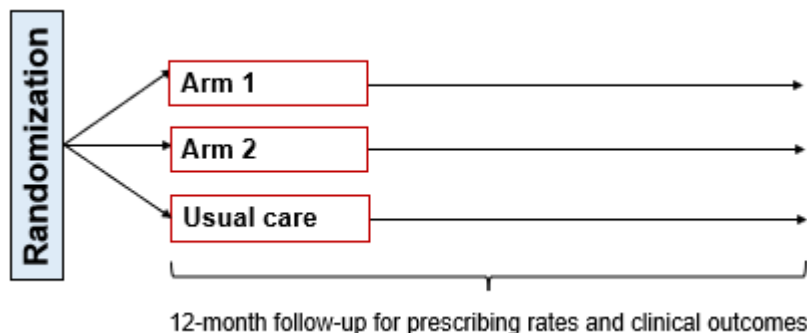 Randomization
Arm 1
Arm 2
Usual care
12-month follow-up for prescribing rates and clinical outcomes